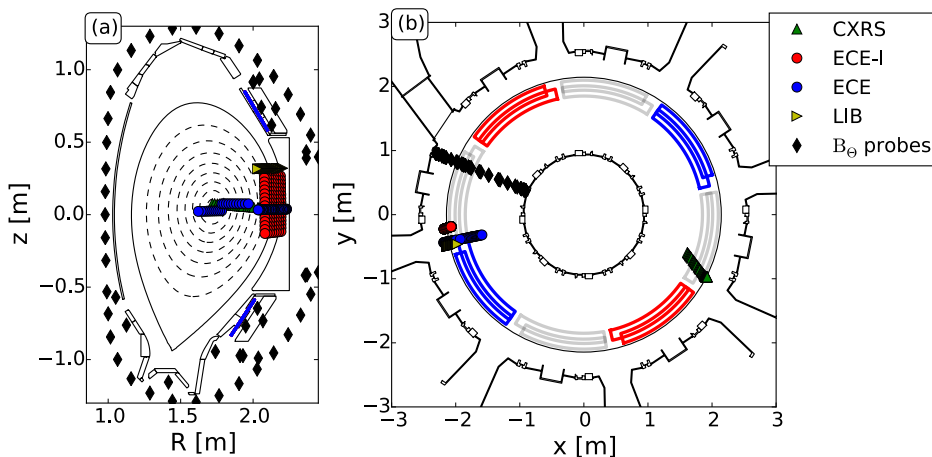 (a)
1.0
0.5
0.0
−0.5
−1.0
z [m]
1.0
1.5
2.0
R [m]
(b)
3
2
1
0
−1
−2
−3
y [m]
−3
−2
−1
0
1
2
3
x [m]
CXRS
ECE-I
ECE
LIB
BΘ probes